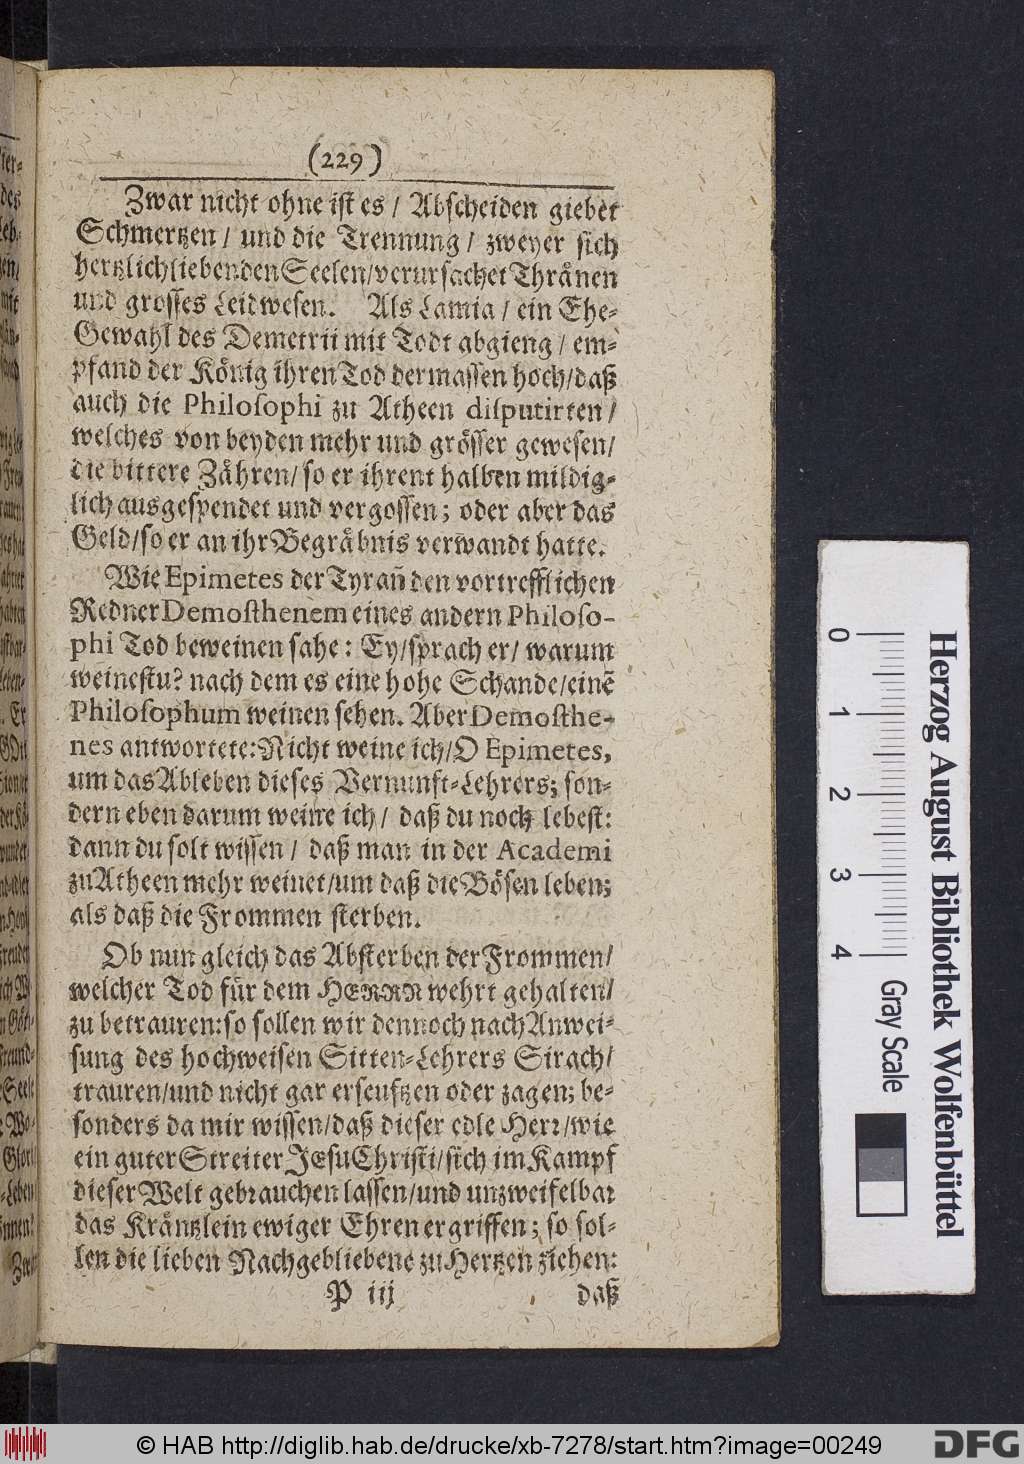 (229)
Zwar nicht ohne ist es / Abscheiden giebet
Schmertzen / und die Trennung / zweyer sich
hertzlich liebenden Seelen / verursachet Thrånen
und grosses Leidwesen. Als Lamia / ein Ehe-
Gewahl des Demetrii mit Todt abgieng / em-
pfand der König ihren Tod dermassen hoch / daß
auch die Philosophi zu Atheen disputirten /
welches von beyden mehr und grösser gewesen /
die bittere Zåhren / so er ihrent halben mildig-
lich ausgespendet und vergossen; oder aber das
Geld / so er an ihr Begråbnis verwandt hatte.
Wie Epimetes der Tyrañ den vortrefflichen
Redner Demosthenem eines andern Philoso-
phi Tod beweinen sahe: Ey / sprach er / warum
weinestu? nach dem es eine hohe Schande / einẽ
Philosophum weinen sehen. Aber Demosthe-
nes antwortete: Nicht weine ich / O Epimetes,
um das Ableben dieses Vernunft-Lehrers; son-
dern eben darum weine ich / daß du noch lebest:
dann du solt wissen / daß man in der Academi
zu Atheen mehr weinet / um daß die Bösen leben;
als daß die Frommen sterben.
Ob nun gleich das Absterben der Frommen /
welcher Tod für dem HERRN wehrt gehalten /
zu betrauren: so sollen wir dennoch nach Anwei-
sung des hochweisen Sitten-Lehrers Sirach /
trauren / und nicht gar erseuftzen oder zagen; be-
sonders da mir wissen / daß dieser edle Herr / wie
ein guter Streiter JEsu Christi / sich im Kampf
dieser Welt gebrauchen lassen / und unzweifelbar
das Kråntzlein ewiger Ehren ergriffen; so sol-
len die lieben Nachgebliebene zu Hertzen ziehen:
P iij daß
0 1 2 3 4
Gray Scale
Herzog August Bibliothek Wolfenbüttel
© HAB http://diglib.hab.de/drucke/xb-7278/start.htm?image=00249
DFG